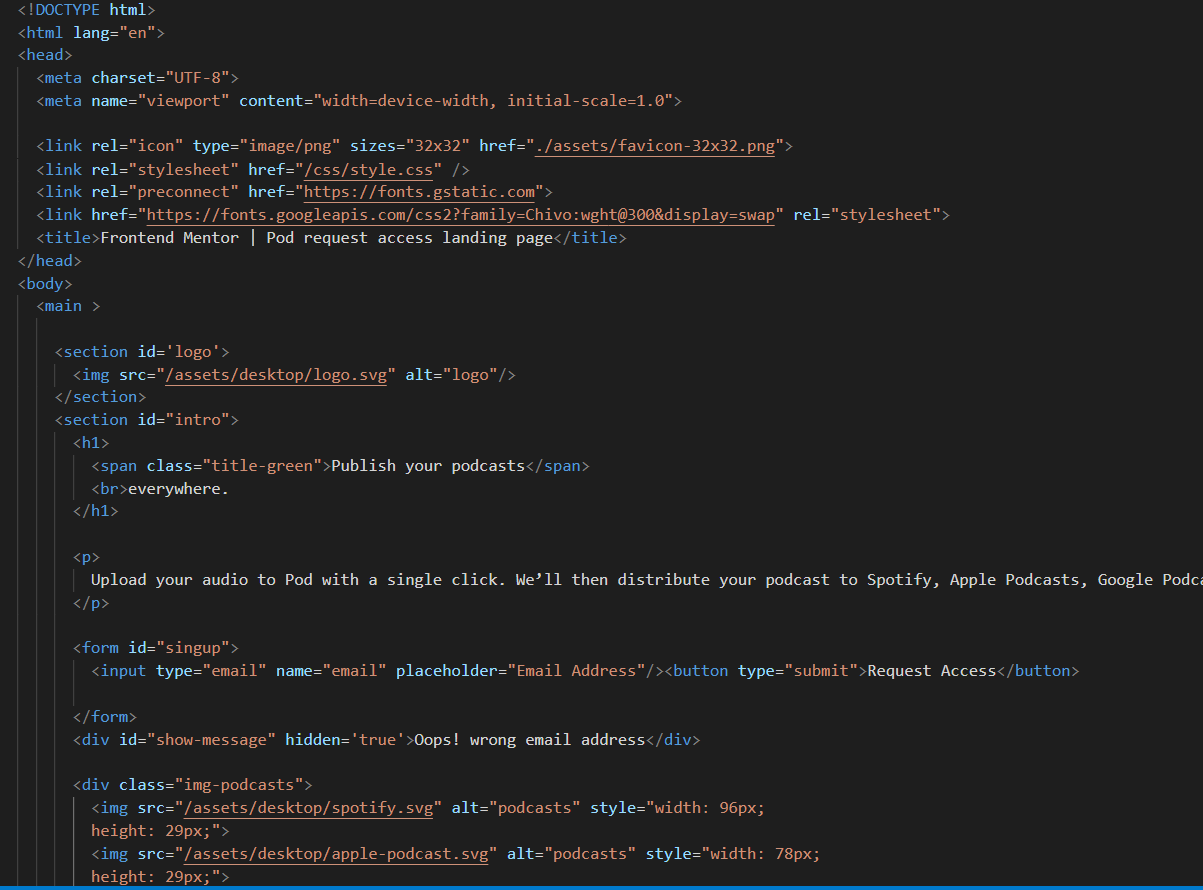 <!DOCTYPE html>
<html lang="en">
<head>
<meta charset="UTF-8">
<meta name="viewport" content="width=device-width, initial-scale=1.0">
<link rel="icon" type="image/png" sizes="32x32" href="./assets/favicon-32x32.png">
<link rel="stylesheet" href="/css/style.css" />
<link rel="preconnect" href="https://fonts.gstatic.com">
<link href="https://fonts.googleapis.com/css2?family=Chivo:wght@300&display=swap" rel="stylesheet">
<title>Frontend Mentor | Pod request access landing page</title>
</head>
<body>
<main >
<section id='logo'>
<img src="/assets/desktop/logo.svg" alt="logo"/>
</section>
<section id="intro">
<h1>
<span class="title-green">Publish your podcasts</span>
<br>everywhere.
</h1>
<p>
Upload your audio to Pod with a single click. We’ll then distribute your podcast to Spotify, Apple Podcasts, Google
</p>
<form id="singup">
<input type="email" name="email" placeholder="Email Address"/><button type="submit">Request Access</button>
</form>
<div id="show-message" hidden='true'>Oops! wrong email address</div>
<div class="img-podcasts">
<img src="/assets/desktop/spotify.svg" alt="podcasts" style="width: 96px;
height: 29px;">
<img src="/assets/desktop/apple-podcast.svg" alt="podcasts" style="width: 78px;
height: 29px;">